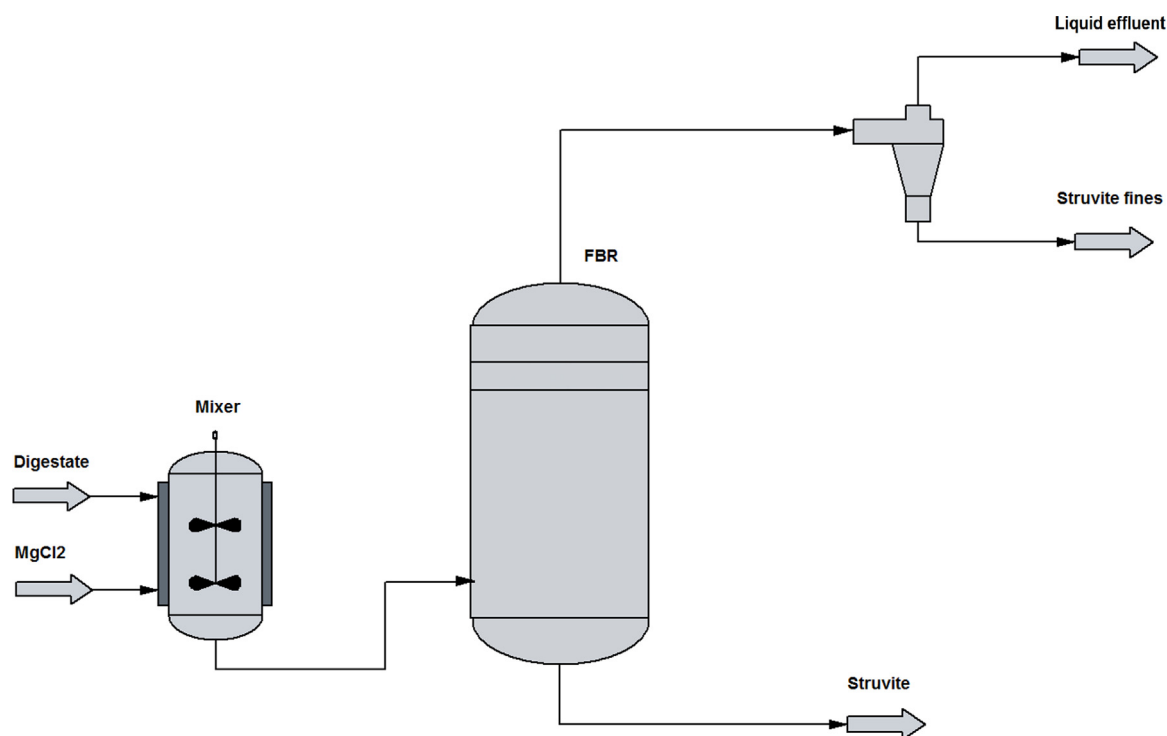 Liquid effluent
Struvite fines
FBR
Mixer
Digestate
MgCl2
Struvite